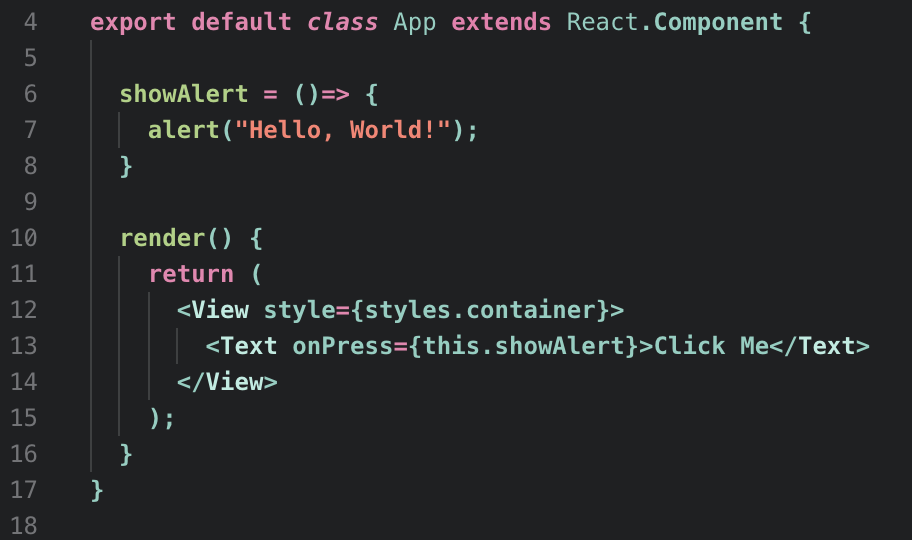 4 export default class App extends React.Component {
5
6 showAlert = ()=> {
7 alert("Hello, World!");
8 }
9
10 render() {
11 return (
12 <View style={styles.container}>
13 <Text onPress={this.showAlert}>Click Me</Text>
14 </View>
15 );
16 }
17 }
18